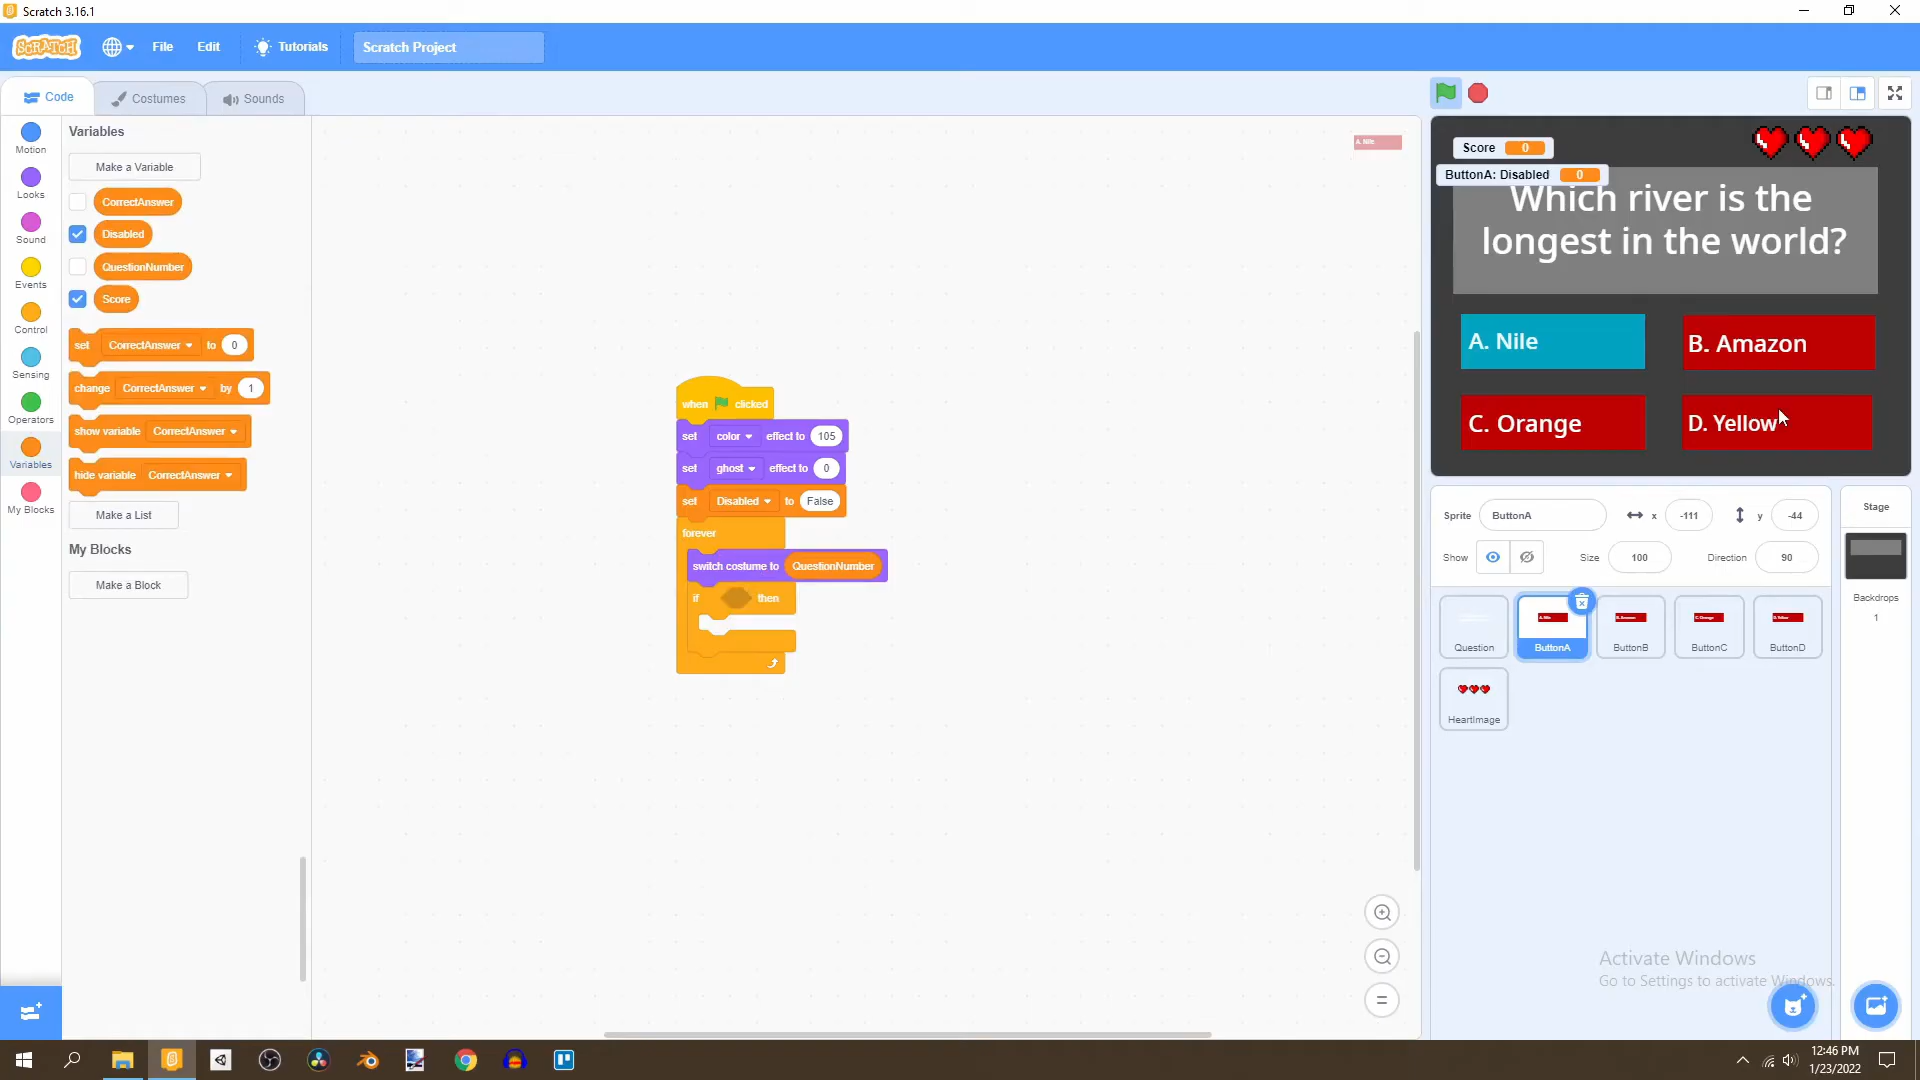 Scratch 3.16.1
SCRATCH
File
Edit
Tutorials
Scratch Project
Code
Costumes
Sounds
Motion
Looks
Sound
Events
Control
Sensing
Operators
Variables
My Blocks
Variables
Make a Variable
CorrectAnswer
Disabled
QuestionNumber
Score
set CorrectAnswer to 0
change CorrectAnswer by 1
show variable CorrectAnswer
hide variable CorrectAnswer
Make a List
My Blocks
Make a Block
A. Nile
when clicked
set color effect to 105
set ghost effect to 0
set Disabled to False
forever
switch costume to QuestionNumber
if then
Score 0
ButtonA: Disabled 0
Which river is the
longest in the world?
A. Nile
B. Amazon
C. Orange
D. Yellow
Sprite ButtonA x -111 y -44
Show Size 100 Direction 90
A. Nile
B. Amazon
C. Orange
D. Yellow
Question
ButtonA
ButtonB
ButtonC
ButtonD
HeartImage
Stage
Backdrops
1
Activate Windows
Go to Settings to activate Windows.
12:46 PM
1/23/2022